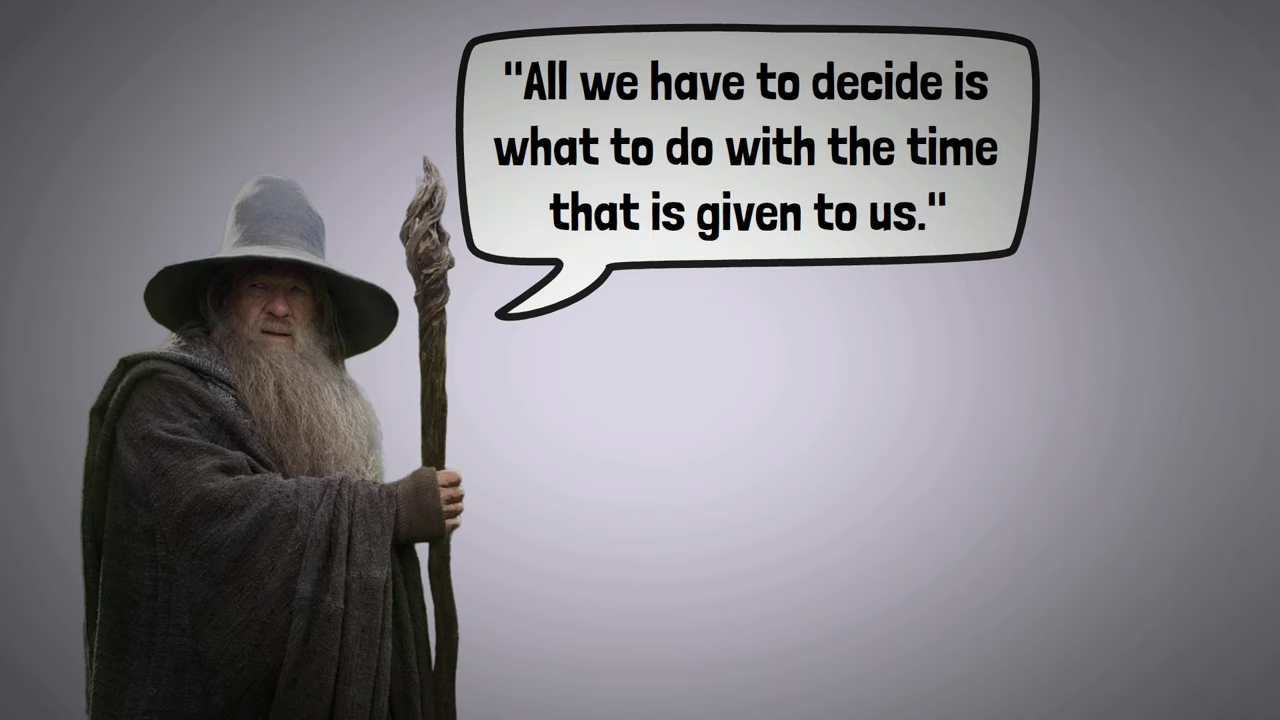 "All we have to decide is
what to do with the time
that is given to us."